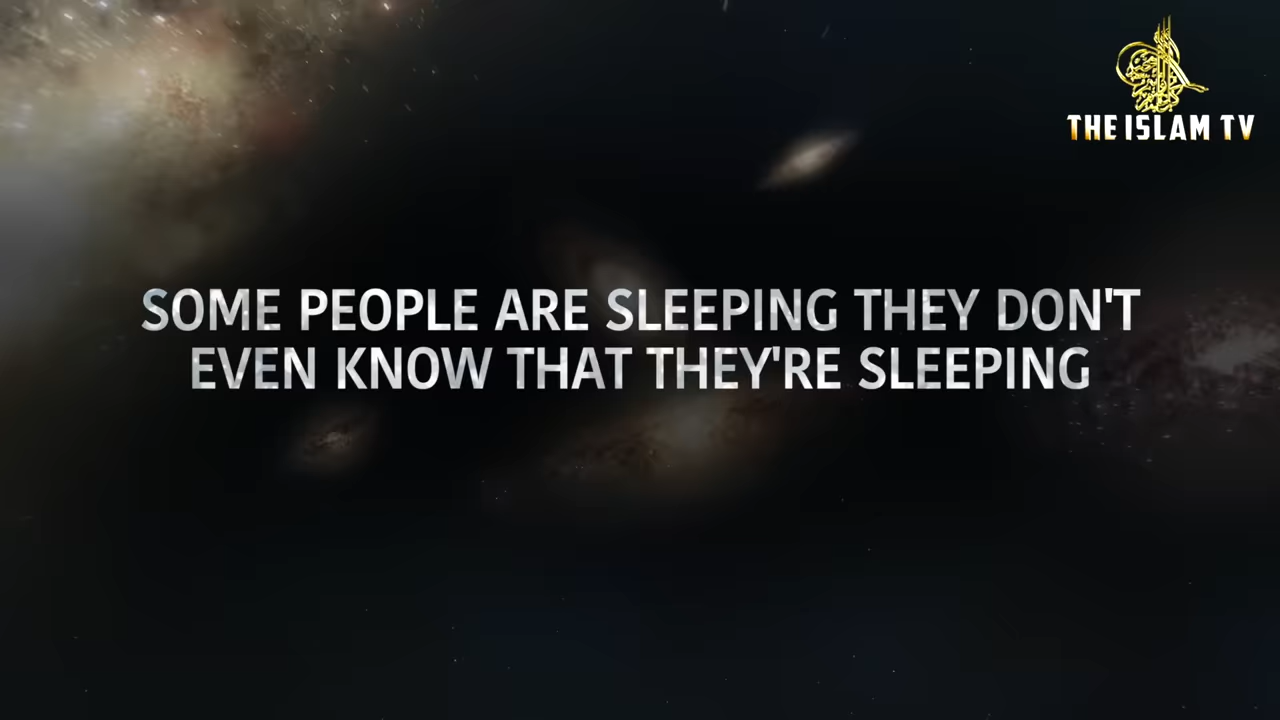 THE ISLAM TV
SOME PEOPLE ARE SLEEPING THEY DON'T
EVEN KNOW THAT THEY'RE SLEEPING